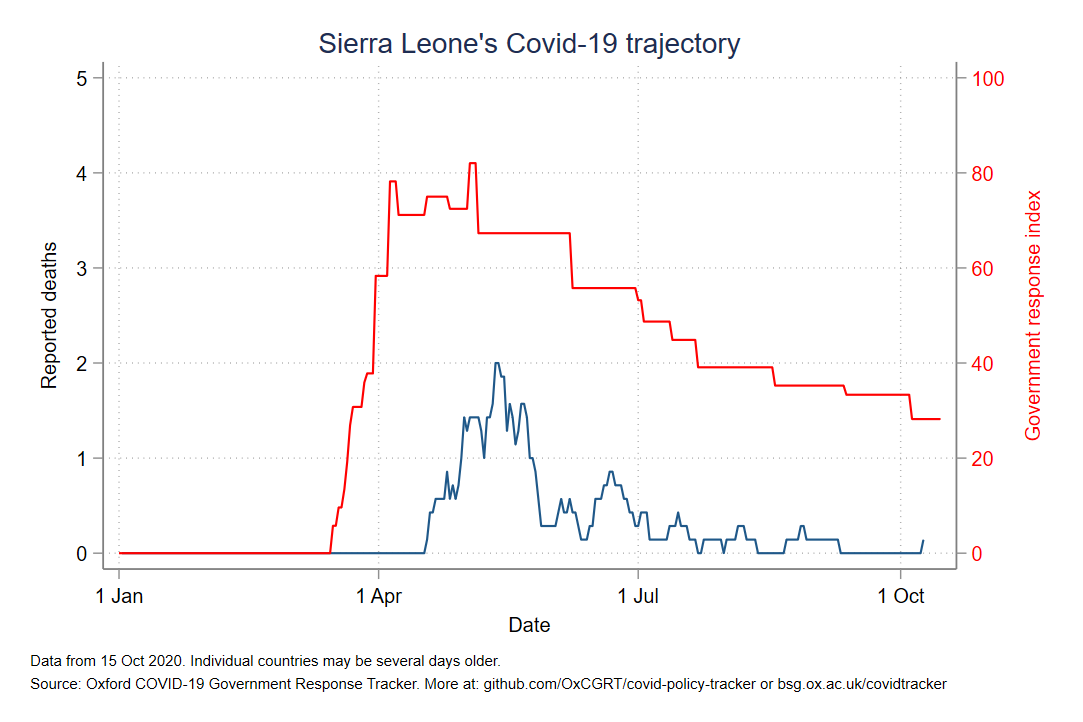 Sierra Leone's Covid-19 trajectory
5
4
3
2
1
0
Reported deaths
100
80
60
40
20
0
Government response index
1 Jan
1 Apr
1 Jul
1 Oct
Date
Data from 15 Oct 2020. Individual countries may be several days older.
Source: Oxford COVID-19 Government Response Tracker. More at: github.com/OxCGRT/covid-policy-tracker or bsg.ox.ac.uk/covidtracker